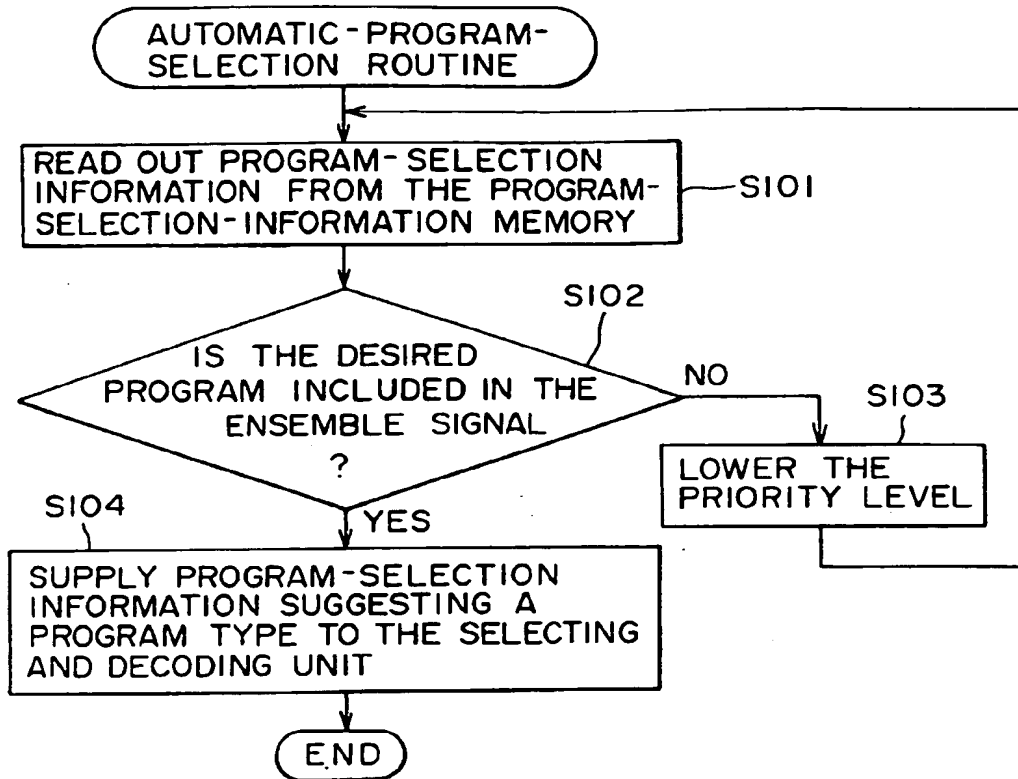 AUTOMATIC-PROGRAM-
SELECTION ROUTINE
READ OUT PROGRAM-SELECTION
INFORMATION FROM THE PROGRAM-
SELECTION-INFORMATION MEMORY
S101
S102
IS THE DESIRED
PROGRAM INCLUDED IN THE
ENSEMBLE SIGNAL
?
NO
S103
LOWER THE
PRIORITY LEVEL
S104
YES
SUPPLY PROGRAM-SELECTION
INFORMATION SUGGESTING A
PROGRAM TYPE TO THE SELECTING
AND DECODING UNIT
END